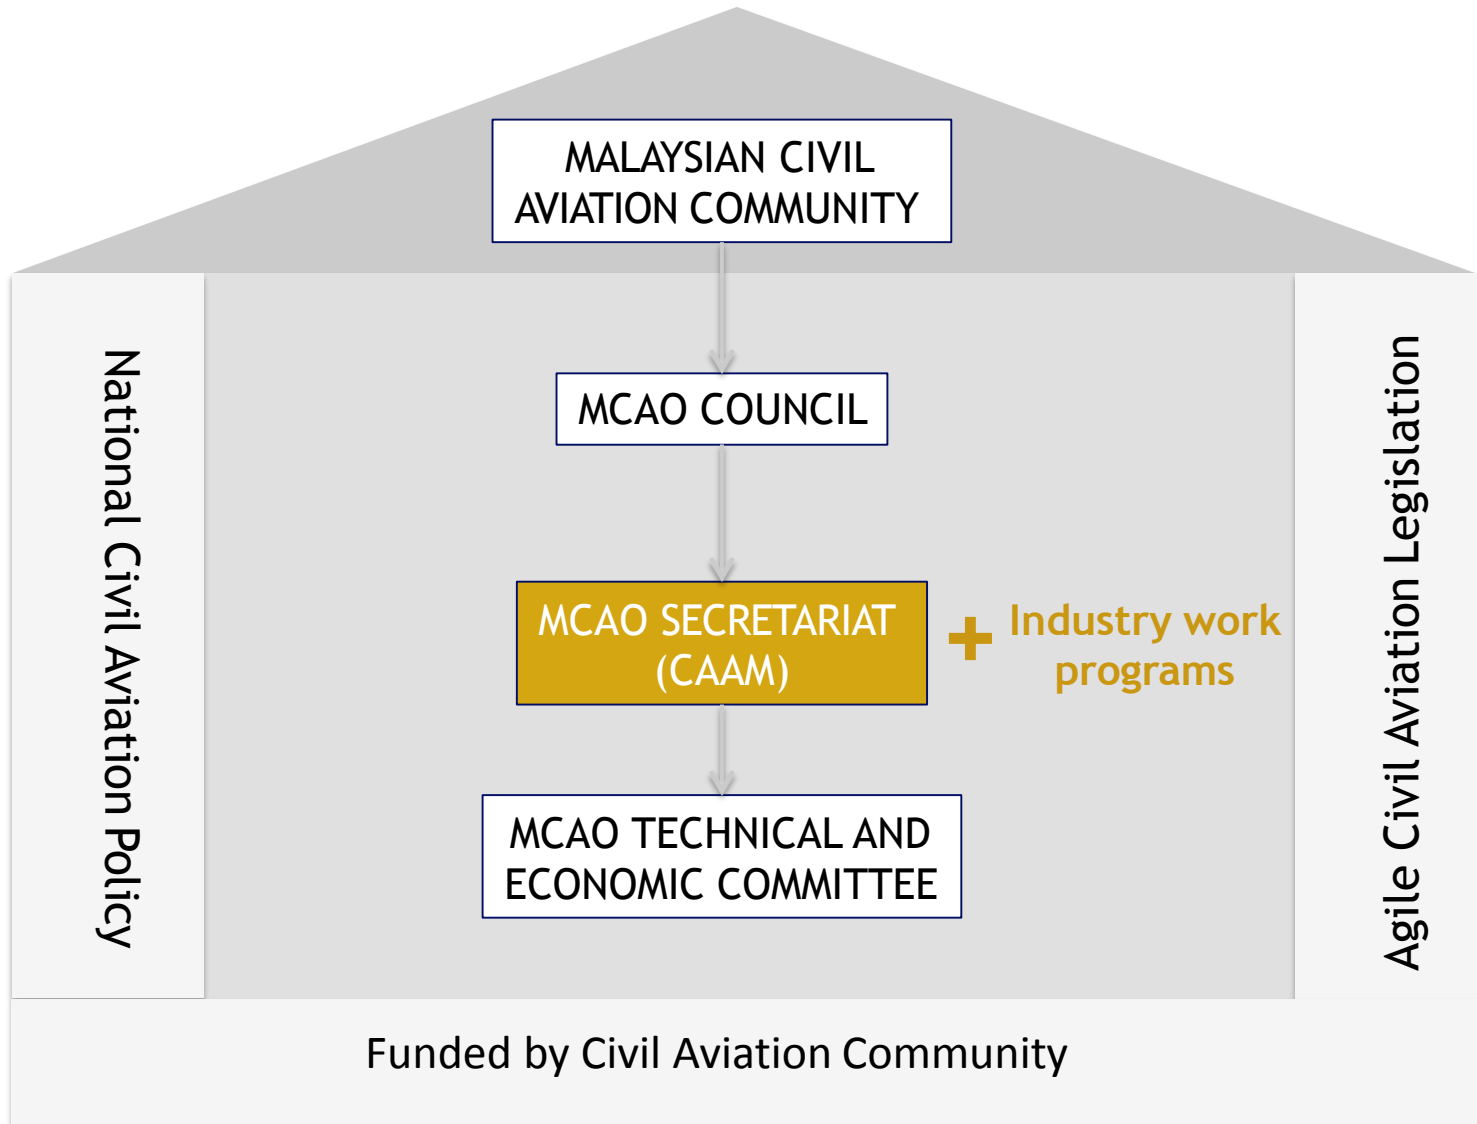 MALAYSIAN CIVIL
AVIATION COMMUNITY
National Civil Aviation Policy
MCAO COUNCIL
MCAO SECRETARIAT
(CAAM)
Industry work
programs
MCAO TECHNICAL AND
ECONOMIC COMMITTEE
Agile Civil Aviation Legislation
Funded by Civil Aviation Community